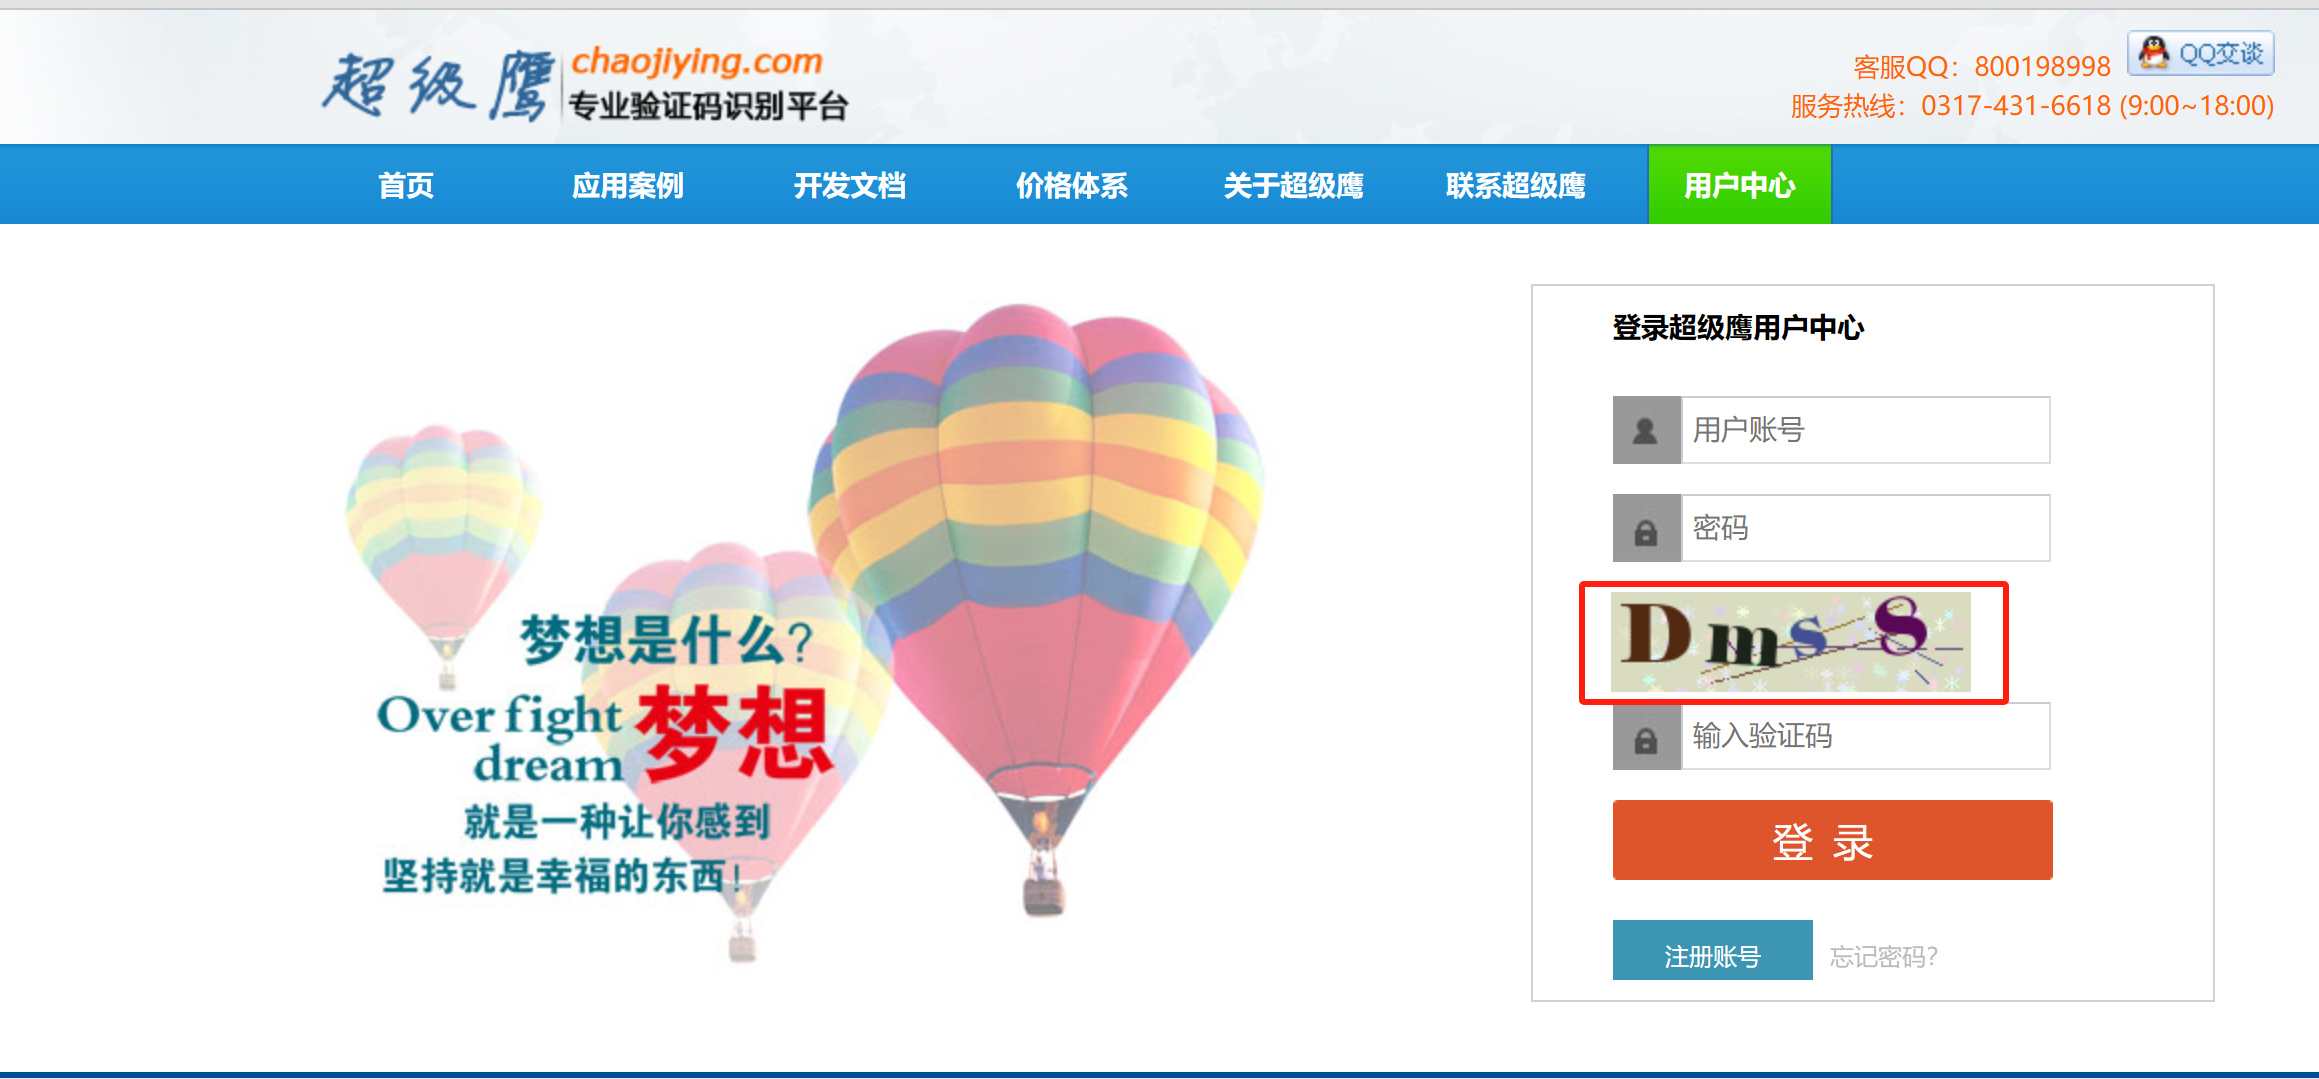 超级鹰
chaojiying.com
专业验证码识别平台
客服QQ：800198998
QQ交谈
服务热线：0317-431-6618 (9:00~18:00)
首页 应用案例 开发文档 价格体系 关于超级鹰 联系超级鹰 用户中心
梦想是什么？
Over fight
dream
梦想
就是一种让你感到
坚持就是幸福的东西！
登录超级鹰用户中心
用户账号
密码
DmsS
输入验证码
登 录
注册账号
忘记密码？